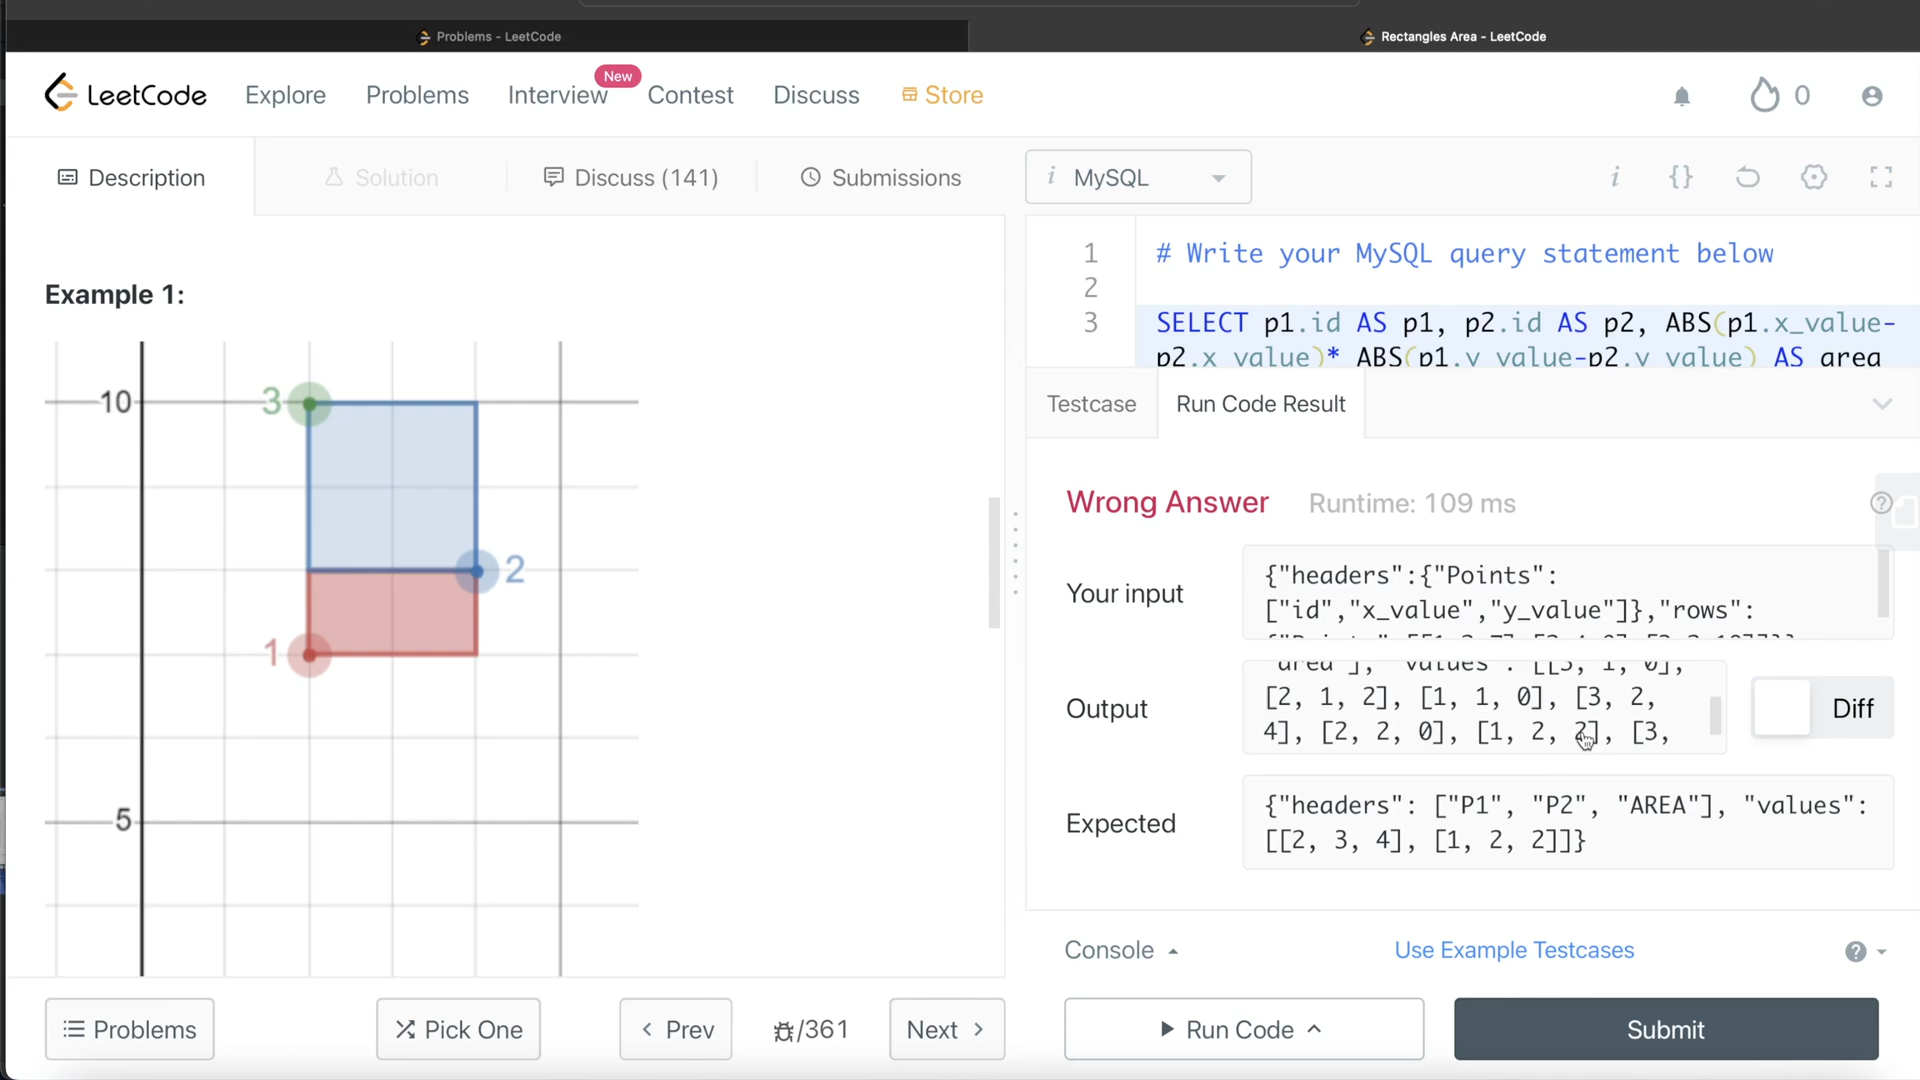 Problems - LeetCode
Rectangles Area - LeetCode
LeetCode
Explore
Problems
Interview
New
Contest
Discuss
Store
0
Description
Solution
Discuss (141)
Submissions
i MySQL
i {}
Example 1:
10
3
2
1
5
1 # Write your MySQL query statement below
2
3 SELECT p1.id AS p1, p2.id AS p2, ABS(p1.x_value-
p2.x_value)* ABS(p1.y_value-p2.y_value) AS area
Testcase
Run Code Result
Wrong Answer
Runtime: 109 ms
?
Your input
{"headers":{"Points":
["id","x_value","y_value"]},"rows":
Output
area"], "values": [[3, 1, 0],
[2, 1, 2], [1, 1, 0], [3, 2,
4], [2, 2, 0], [1, 2, 2], [3,
Diff
Expected
{"headers": ["P1", "P2", "AREA"], "values":
[[2, 3, 4], [1, 2, 2]]}
Console
Use Example Testcases
?
Problems
Pick One
Prev
/361
Next
Run Code
Submit